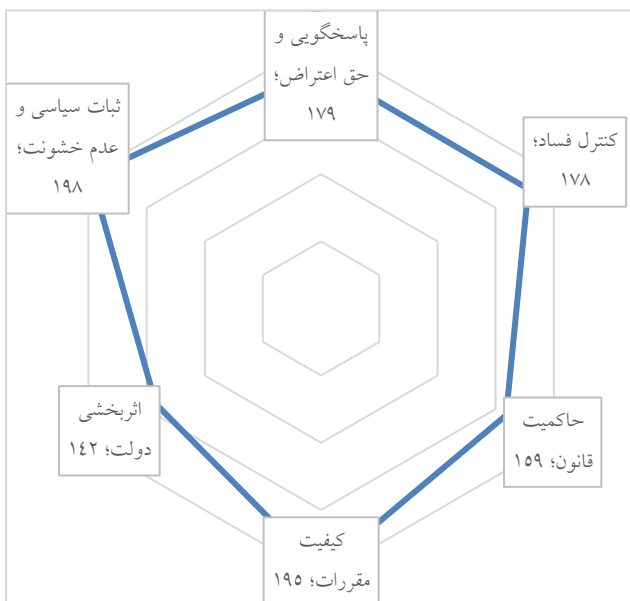 پاسخگویی و
حق اعتراض؛
۱۷۹
کنترل فساد؛
۱۷۸
حاکمیت
قانون؛ ۱۵۹
کیفیت
مقررات؛ ۱۹۵
اثربخشی
دولت؛ ۱٤۲
ثبات سیاسی و
عدم خشونت؛
۱۹۸